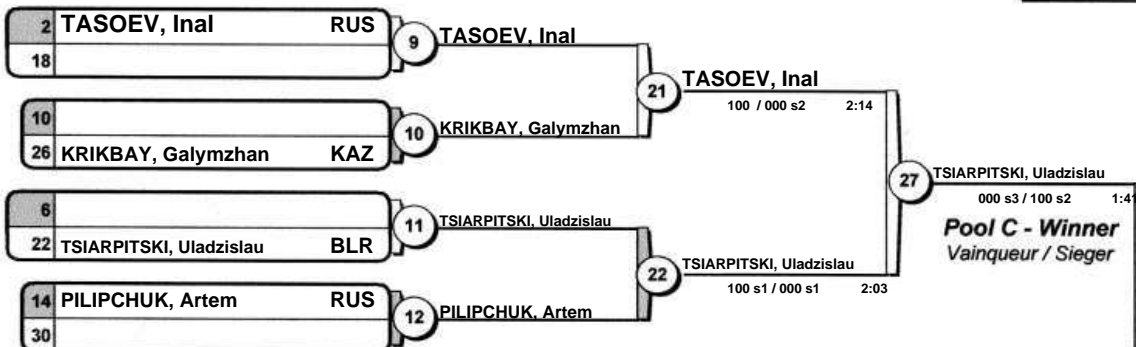 2 TASOEV, Inal RUS
18
9 TASOEV, Inal
10
26 KRIKBAY, Galymzhan KAZ
10 KRIKBAY, Galymzhan
21 TASOEV, Inal
100 / 000 s2 2:14
6
22 TSIARPITSKI, Uladzislau BLR
11 TSIARPITSKI, Uladzislau
14 PILIPCHUK, Artem RUS
30
12 PILIPCHUK, Artem
22 TSIARPITSKI, Uladzislau
100 s1 / 000 s1 2:03
27 TSIARPITSKI, Uladzislau
000 s3 / 100 s2 1:41
Pool C - Winner
Vainqueur / Sieger